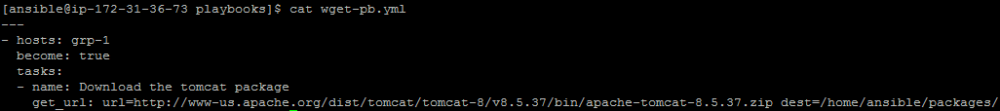 [ansible@ip-172-31-36-73 playbooks]$ cat wget-pb.yml
---
- hosts: grp-1
  become: true
  tasks:
  - name: Download the tomcat package
    get_url: url=http://www-us.apache.org/dist/tomcat/tomcat-8/v8.5.37/bin/apache-tomcat-8.5.37.zip dest=/home/ansible/packages/